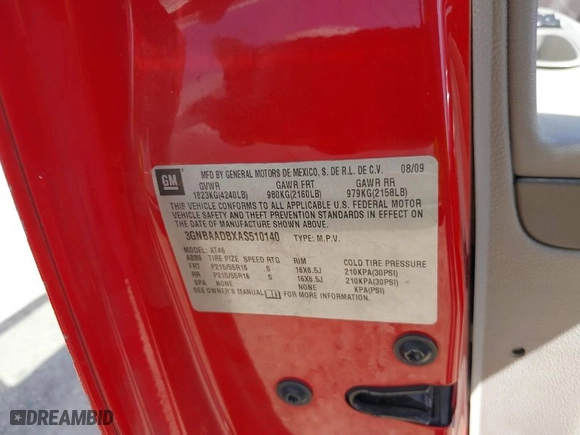 GM
MFD BY GENERAL MOTORS DE MEXICO, S. DE R.L. DE C.V. 08/09
GVWR GAWR FRT GAWR RR
1923KG(4240LB) 980KG(2160LB) 979KG(2158LB)
THIS VEHICLE CONFORMS TO ALL APPLICABLE U.S. FEDERAL MOTOR
VEHICLE SAFETY AND THEFT PREVENTION STANDARDS IN EFFECT ON
THE DATE OF MANUFACTURE SHOWN ABOVE.
3GNBAADBXAS510140 TYPE: M.P.V.
MODEL: AT46
ABB9 TIRE SIZE SPEED RTG RIM COLD TIRE PRESSURE
FRT P215/55R16 S 16X6.5J 210KPA(30PSI)
RR P215/55R16 S 16X6.5J 210KPA(30PSI)
SPA NONE NONE KPA(PSI)
SEE OWNER'S MANUAL FOR MORE INFORMATION.
DREAMBID